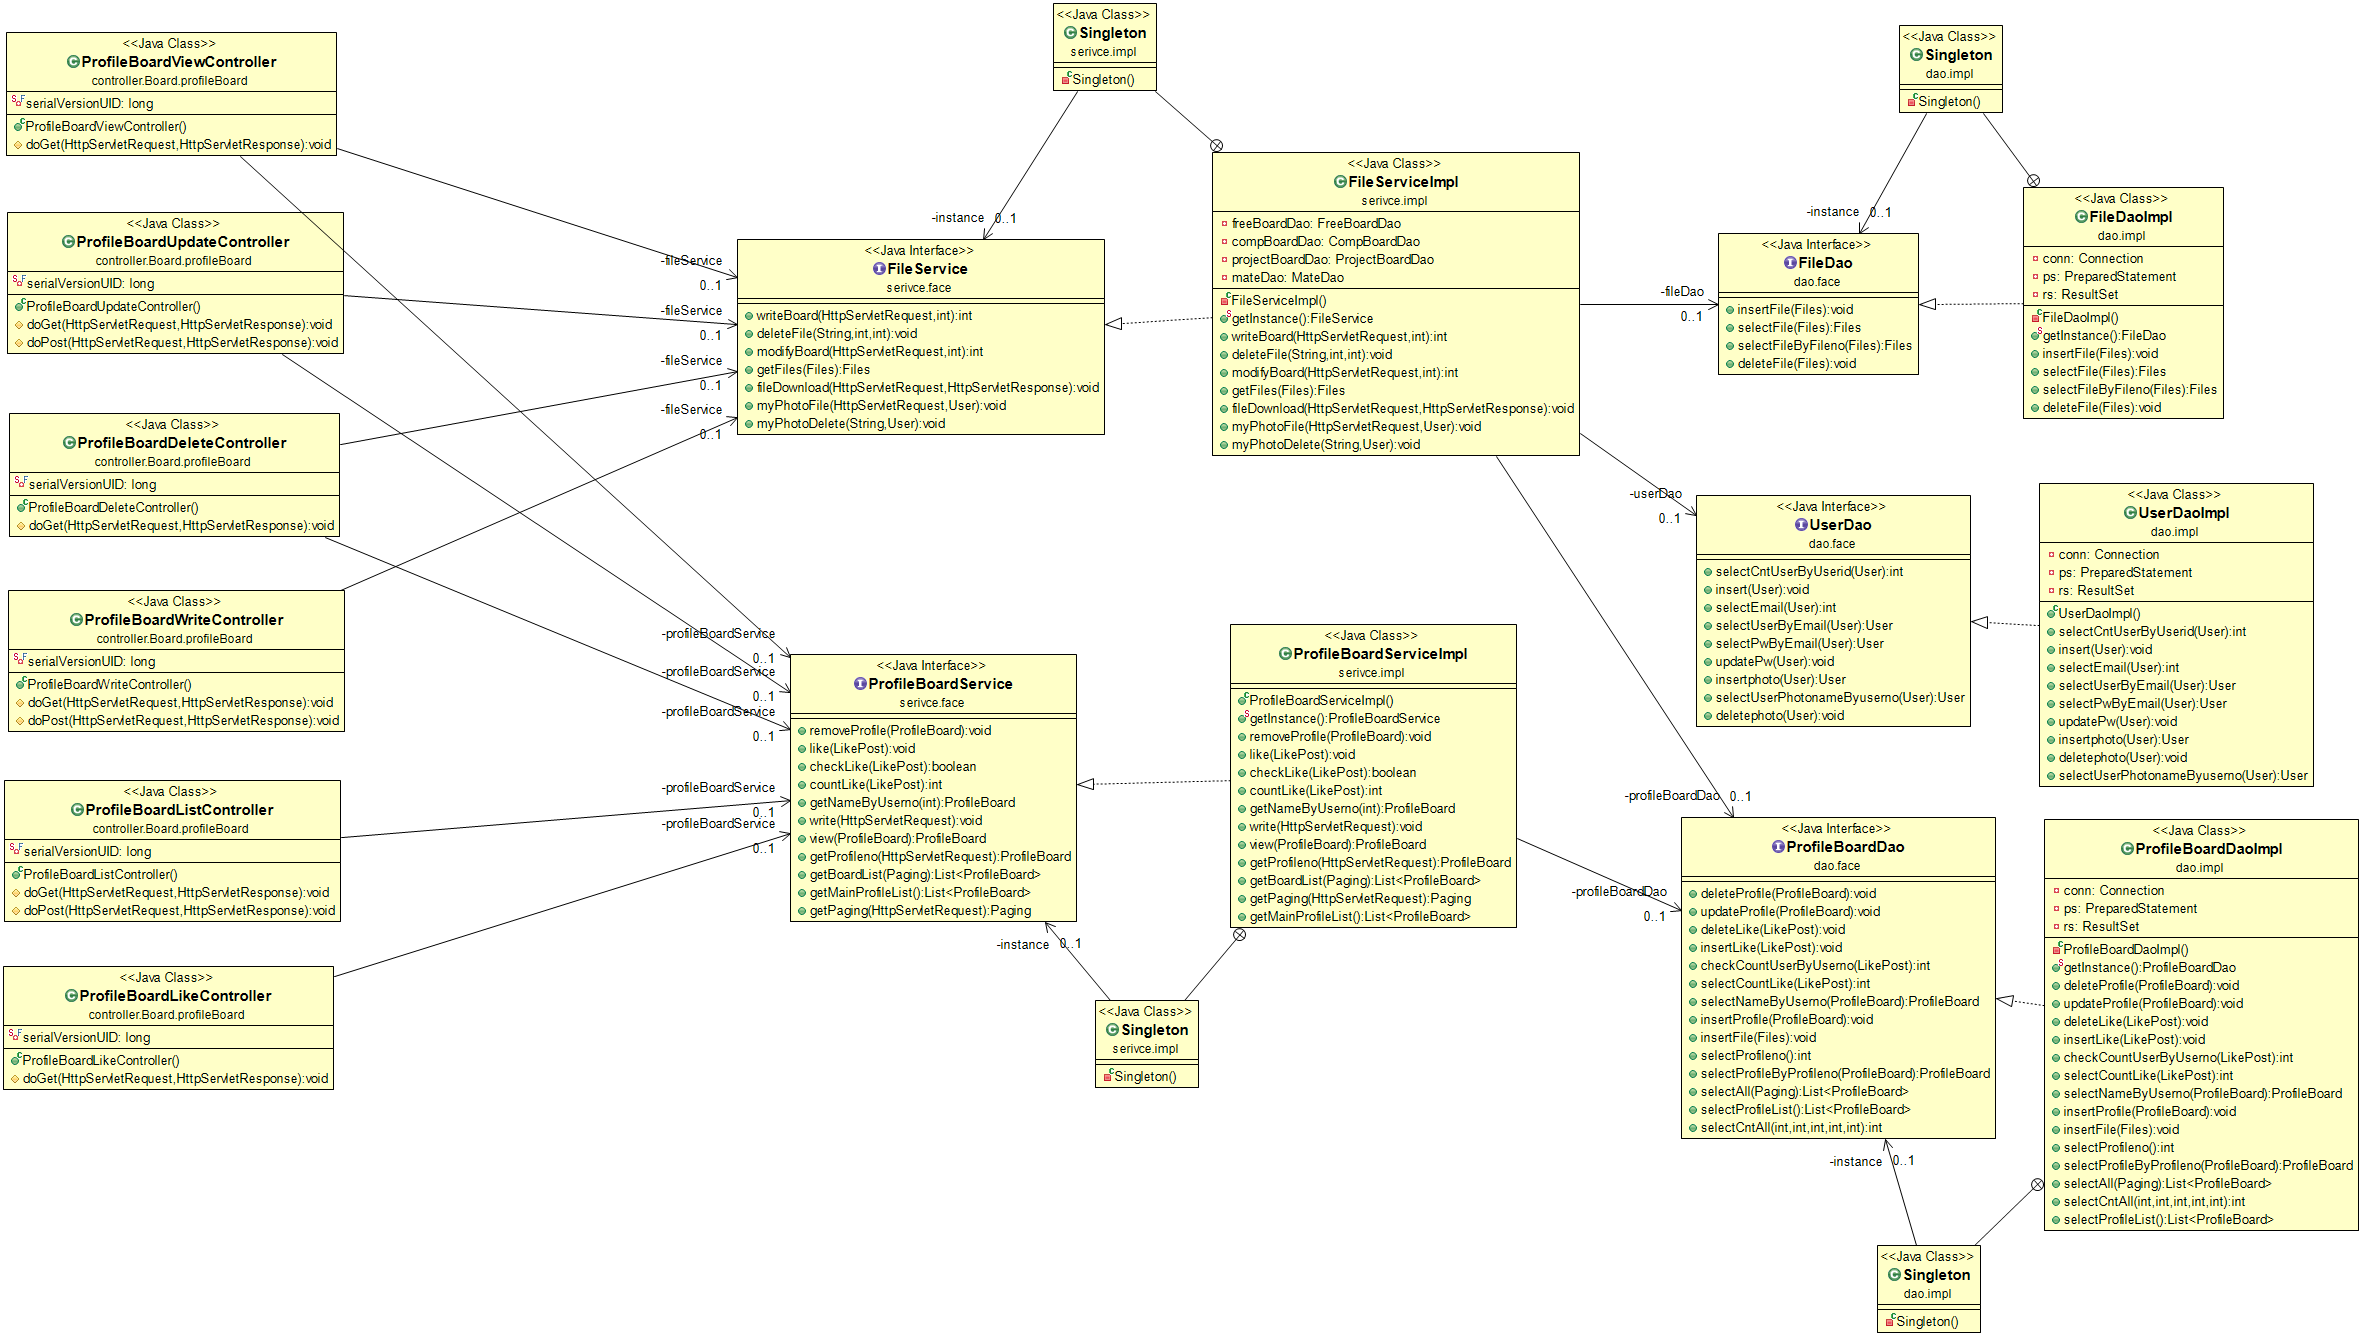 <<Java Class>>
ProfileBoardViewController
controller.Board.profileBoard
serialVersionUID: long
ProfileBoardViewController()
doGet(HttpServletRequest,HttpServletResponse):void
<<Java Class>>
ProfileBoardUpdateController
controller.Board.profileBoard
serialVersionUID: long
ProfileBoardUpdateController()
doGet(HttpServletRequest,HttpServletResponse):void
doPost(HttpServletRequest,HttpServletResponse):void
<<Java Class>>
ProfileBoardDeleteController
controller.Board.profileBoard
serialVersionUID: long
ProfileBoardDeleteController()
doGet(HttpServletRequest,HttpServletResponse):void
<<Java Class>>
ProfileBoardWriteController
controller.Board.profileBoard
serialVersionUID: long
ProfileBoardWriteController()
doGet(HttpServletRequest,HttpServletResponse):void
doPost(HttpServletRequest,HttpServletResponse):void
<<Java Class>>
ProfileBoardListController
controller.Board.profileBoard
serialVersionUID: long
ProfileBoardListController()
doGet(HttpServletRequest,HttpServletResponse):void
doPost(HttpServletRequest,HttpServletResponse):void
<<Java Class>>
ProfileBoardLikeController
controller.Board.profileBoard
serialVersionUID: long
ProfileBoardLikeController()
doGet(HttpServletRequest,HttpServletResponse):void
-fileService
0..1
-fileService
0..1
-fileService
0..1
-fileService
0..1
-profileBoardService
0..1
-profileBoardService
0..1
-profileBoardService
0..1
-profileBoardService
0..1
-profileBoardService
0..1
<<Java Class>>
Singleton
serivce.impl
Singleton()
-instance 0..1
<<Java Interface>>
FileService
serivce.face
writeBoard(HttpServletRequest,int):int
deleteFile(String,int,int):void
modifyBoard(HttpServletRequest,int):int
getFiles(Files):Files
fileDownload(HttpServletRequest,HttpServletResponse):void
myPhotoFile(HttpServletRequest,User):void
myPhotoDelete(String,User):void
<<Java Interface>>
ProfileBoardService
serivce.face
removeProfile(ProfileBoard):void
like(LikePost):void
checkLike(LikePost):boolean
countLike(LikePost):int
getNameByUserno(int):ProfileBoard
write(HttpServletRequest):void
view(ProfileBoard):ProfileBoard
getProfileno(HttpServletRequest):ProfileBoard
getBoardList(Paging):List<ProfileBoard>
getMainProfileList():List<ProfileBoard>
getPaging(HttpServletRequest):Paging
-instance 0..1
<<Java Class>>
Singleton
serivce.impl
Singleton()
<<Java Class>>
FileServiceImpl
serivce.impl
freeBoardDao: FreeBoardDao
compBoardDao: CompBoardDao
projectBoardDao: ProjectBoardDao
mateDao: MateDao
FileServiceImpl()
getInstance():FileService
writeBoard(HttpServletRequest,int):int
deleteFile(String,int,int):void
modifyBoard(HttpServletRequest,int):int
getFiles(Files):Files
fileDownload(HttpServletRequest,HttpServletResponse):void
myPhotoFile(HttpServletRequest,User):void
myPhotoDelete(String,User):void
<<Java Class>>
ProfileBoardServiceImpl
serivce.impl
ProfileBoardServiceImpl()
getInstance():ProfileBoardService
removeProfile(ProfileBoard):void
like(LikePost):void
checkLike(LikePost):boolean
countLike(LikePost):int
getNameByUserno(int):ProfileBoard
write(HttpServletRequest):void
view(ProfileBoard):ProfileBoard
getProfileno(HttpServletRequest):ProfileBoard
getBoardList(Paging):List<ProfileBoard>
getPaging(HttpServletRequest):Paging
getMainProfileList():List<ProfileBoard>
-fileDao
0..1
-userDao
0..1
-profileBoardDao 0..1
-profileBoardDao
0..1
<<Java Class>>
Singleton
dao.impl
Singleton()
-instance 0..1
<<Java Interface>>
FileDao
dao.face
insertFile(Files):void
selectFile(Files):Files
selectFileByFileno(Files):Files
deleteFile(Files):void
<<Java Class>>
FileDaoImpl
dao.impl
conn: Connection
ps: PreparedStatement
rs: ResultSet
FileDaoImpl()
getInstance():FileDao
insertFile(Files):void
selectFile(Files):Files
selectFileByFileno(Files):Files
deleteFile(Files):void
<<Java Interface>>
UserDao
dao.face
selectCntUserByUserid(User):int
insert(User):void
selectEmail(User):int
selectUserByEmail(User):User
selectPwByEmail(User):User
updatePw(User):void
insertphoto(User):User
selectUserPhotonameByuserno(User):User
deletephoto(User):void
<<Java Class>>
UserDaoImpl
dao.impl
conn: Connection
ps: PreparedStatement
rs: ResultSet
UserDaoImpl()
selectCntUserByUserid(User):int
insert(User):void
selectEmail(User):int
selectUserByEmail(User):User
selectPwByEmail(User):User
updatePw(User):void
insertphoto(User):User
deletephoto(User):void
selectUserPhotonameByuserno(User):User
<<Java Interface>>
ProfileBoardDao
dao.face
deleteProfile(ProfileBoard):void
updateProfile(ProfileBoard):void
deleteLike(LikePost):void
insertLike(LikePost):void
checkCountUserByUserno(LikePost):int
selectCountLike(LikePost):int
selectNameByUserno(ProfileBoard):ProfileBoard
insertProfile(ProfileBoard):void
insertFile(Files):void
selectProfileno():int
selectProfileByProfileno(ProfileBoard):ProfileBoard
selectAll(Paging):List<ProfileBoard>
selectProfileList():List<ProfileBoard>
selectCntAll(int,int,int,int,int):int
<<Java Class>>
ProfileBoardDaoImpl
dao.impl
conn: Connection
ps: PreparedStatement
rs: ResultSet
ProfileBoardDaoImpl()
getInstance():ProfileBoardDao
deleteProfile(ProfileBoard):void
updateProfile(ProfileBoard):void
deleteLike(LikePost):void
insertLike(LikePost):void
checkCountUserByUserno(LikePost):int
selectCountLike(LikePost):int
selectNameByUserno(ProfileBoard):ProfileBoard
insertProfile(ProfileBoard):void
insertFile(Files):void
selectProfileno():int
selectProfileByProfileno(ProfileBoard):ProfileBoard
selectAll(Paging):List<ProfileBoard>
selectCntAll(int,int,int,int,int):int
selectProfileList():List<ProfileBoard>
-instance 0..1
<<Java Class>>
Singleton
dao.impl
Singleton()